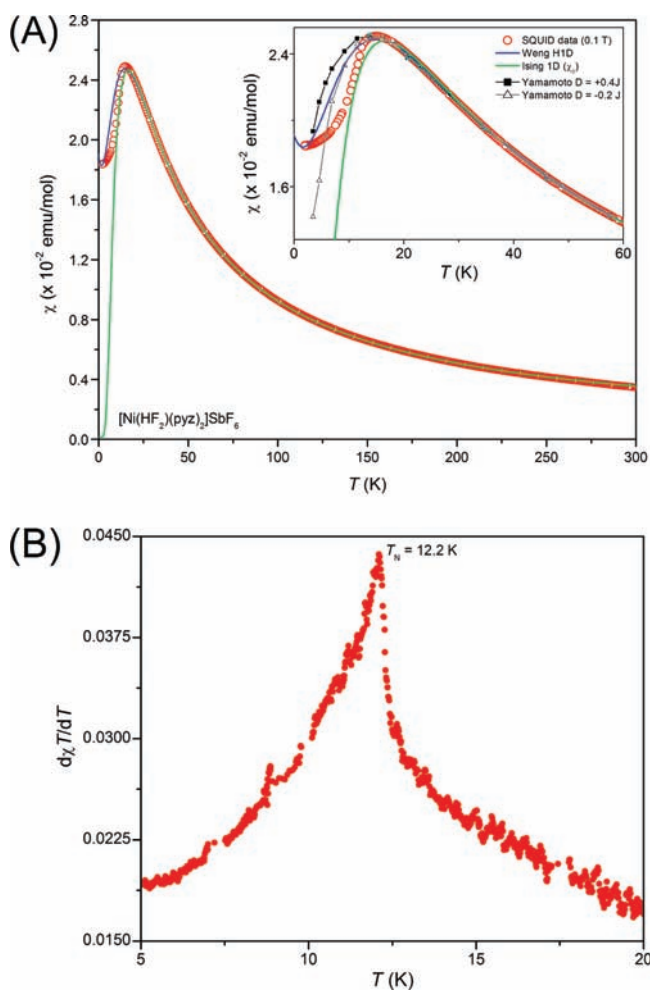 (A)
χ (x 10⁻² emu/mol)
2.8
2.4
2.0
1.6
1.2
0.8
0.4
0.0
0
50
100
150
200
250
300
T (K)
[Ni(HF₂)(pyz)₂]SbF₆
χ (x 10⁻² emu/mol)
2.4
1.6
0
20
40
60
T (K)
SQUID data (0.1 T)
Weng H1D
Ising 1D (χ∥)
Yamamoto D = +0.4J
Yamamoto D = -0.2 J
(B)
dχT/dT
0.0450
0.0375
0.0300
0.0225
0.0150
5
10
15
20
T (K)
T_N = 12.2 K